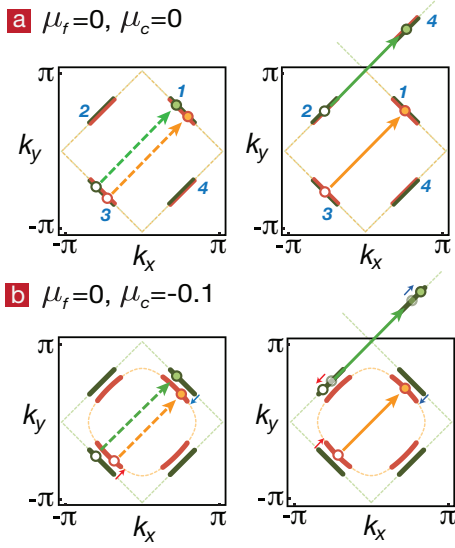 a μf=0, μc=0
4
π π
2 1 2 1
ky ky
3 4 3 4
-π -π
-π π -π π
kx kx
b μf=0, μc=-0.1
π π
ky ky
-π -π
-π π -π π
kx kx